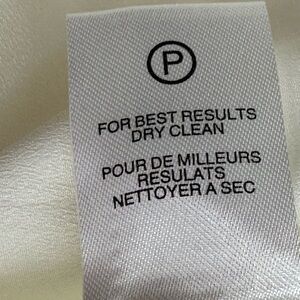 P
FOR BEST RESULTS
DRY CLEAN
POUR DE MILLEURS
RESULATS
NETTOYER A SEC